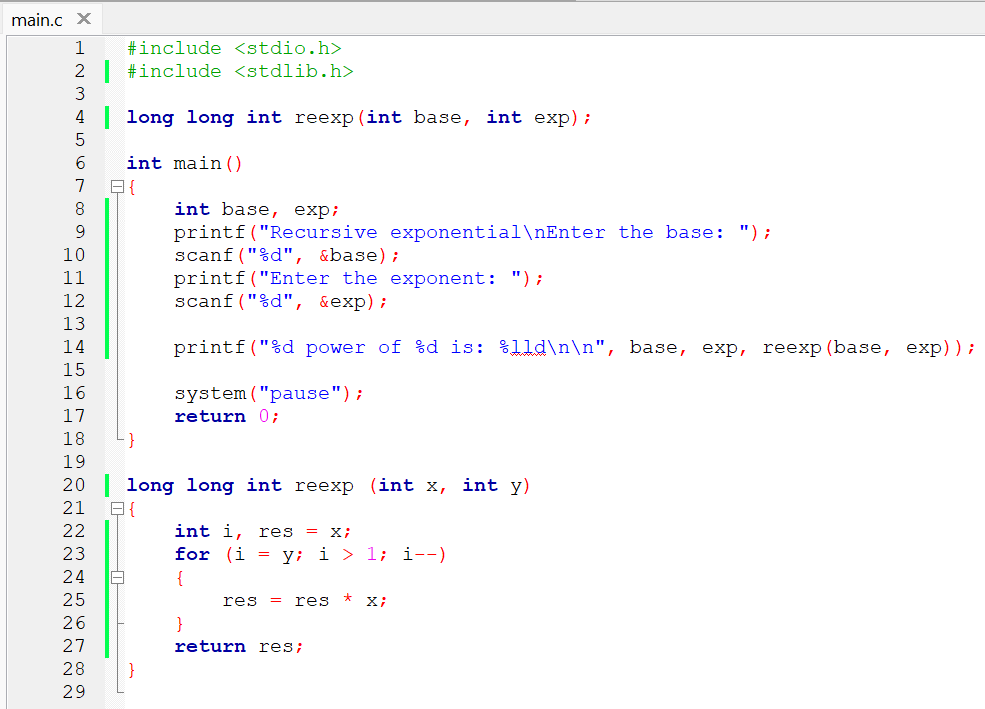 main.c ✕
1 #include <stdio.h>
2 #include <stdlib.h>
3
4 long long int reexp(int base, int exp);
5
6 int main()
7 {
8 int base, exp;
9 printf("Recursive exponential\nEnter the base: ");
10 scanf("%d", &base);
11 printf("Enter the exponent: ");
12 scanf("%d", &exp);
13
14 printf("%d power of %d is: %lld\n\n", base, exp, reexp(base, exp));
15
16 system("pause");
17 return 0;
18 }
19
20 long long int reexp (int x, int y)
21 {
22 int i, res = x;
23 for (i = y; i > 1; i--)
24 {
25 res = res * x;
26 }
27 return res;
28 }
29